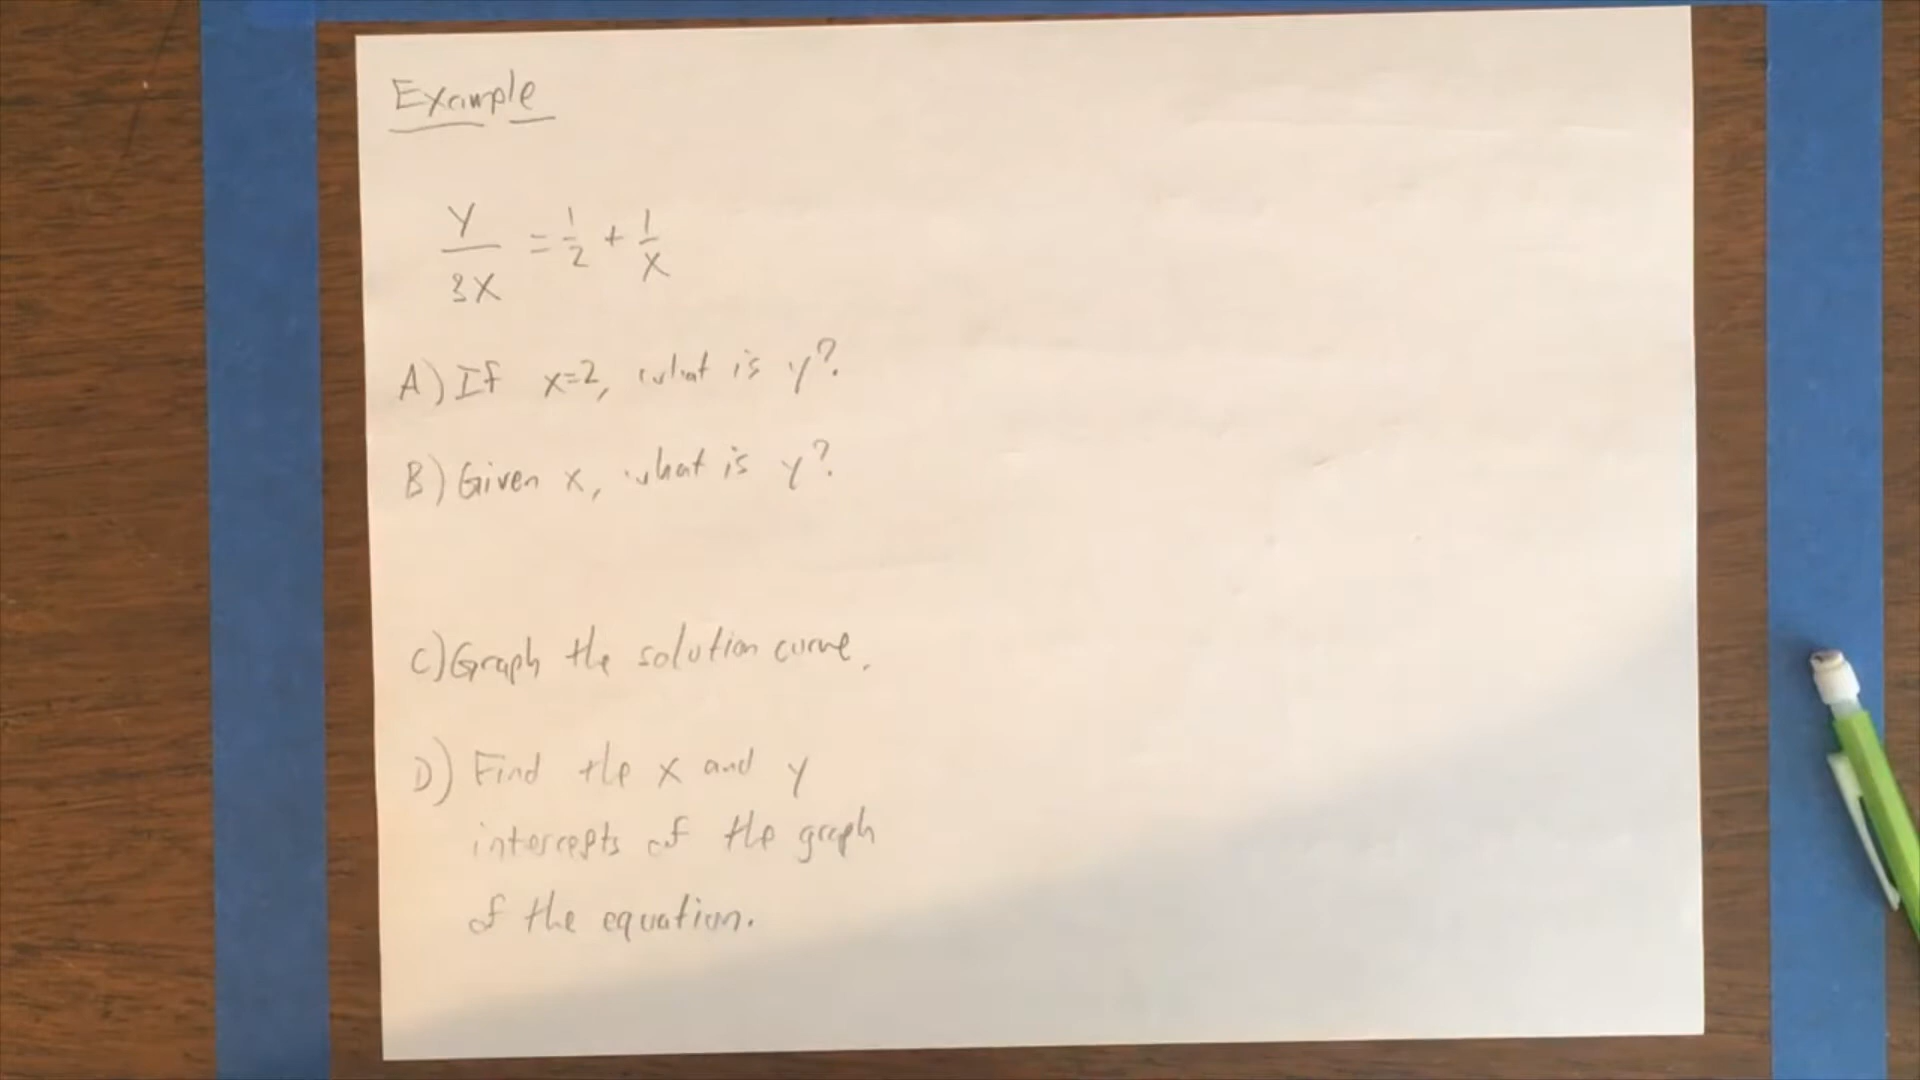 Example
y/3x = 1/2 + 1/x
A) If x=2, what is y?
B) Given x, what is y?
C) Graph the solution curve.
D) Find the x and y
intercepts of the graph
of the equation.